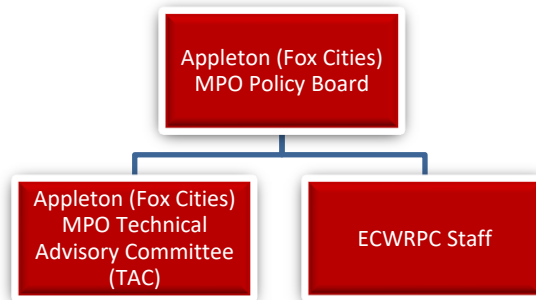 Appleton (Fox Cities)
MPO Policy Board
Appleton (Fox Cities)
MPO Technical
Advisory Committee
(TAC)
ECWRPC Staff